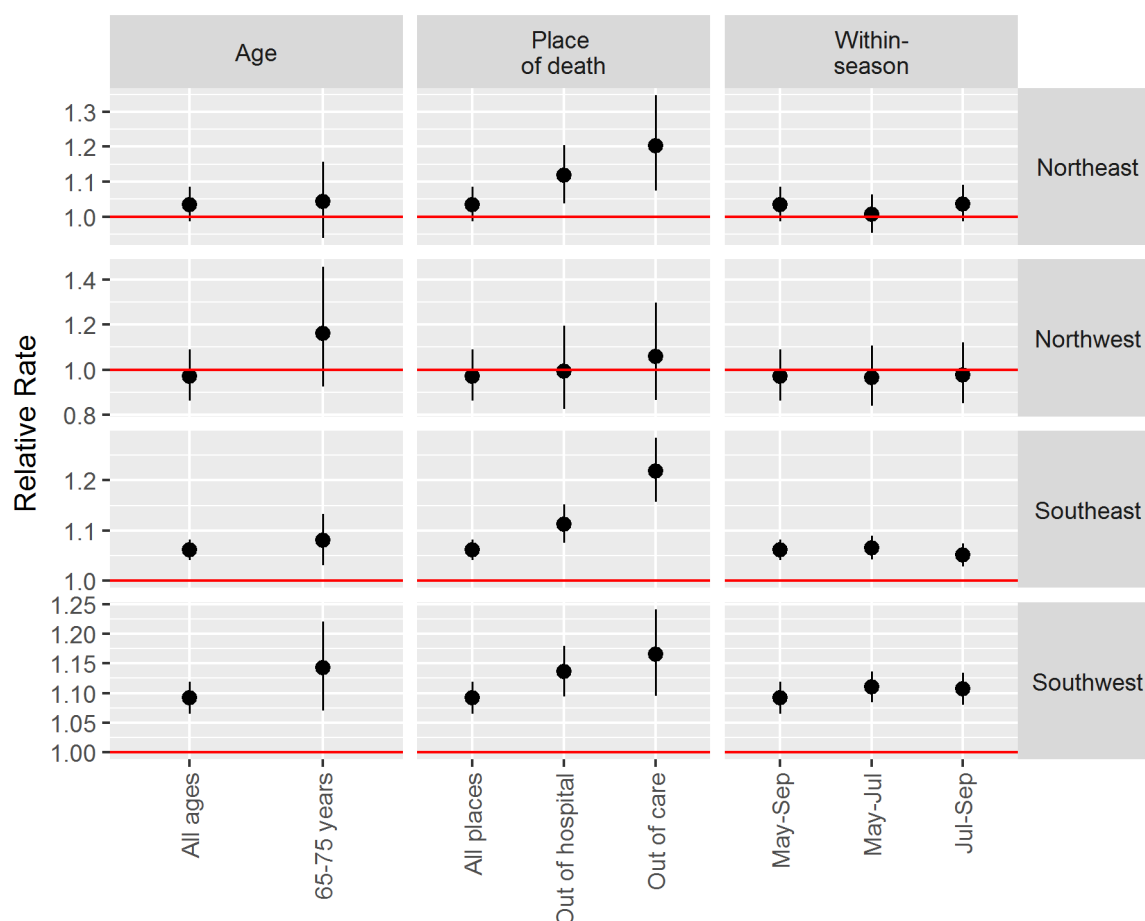 Age
Place
of death
Within-
season
1.3
1.2
1.1
1.0
Northeast
1.4
1.2
1.0
0.8
Northwest
Relative Rate
1.2
1.1
1.0
Southeast
1.25
1.20
1.15
1.10
1.05
1.00
Southwest
All ages
65-75 years
All places
Out of hospital
Out of care
May-Sep
May-Jul
Jul-Sep